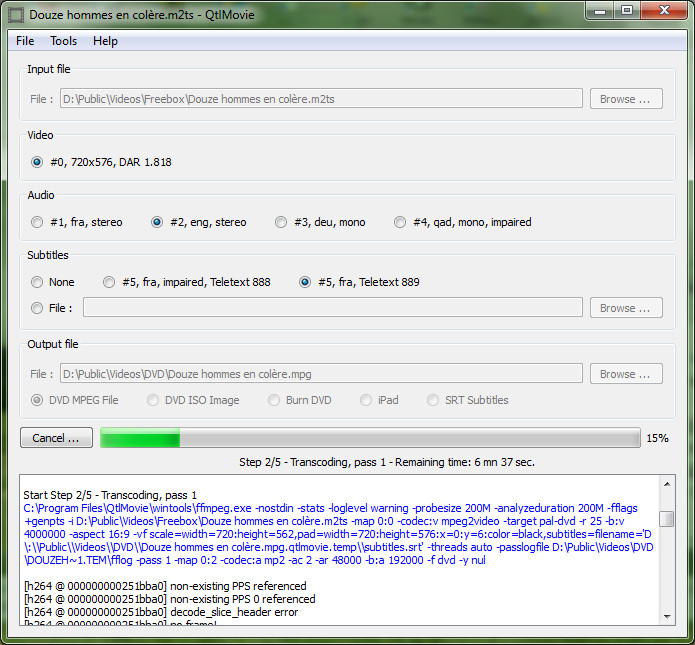 Douze hommes en colère.m2ts - QtlMovie
File Tools Help
Input file
File : D:\Public\Videos\Freebox\Douze hommes en colère.m2ts Browse ...
Video
#0, 720x576, DAR 1.818
Audio
#1, fra, stereo #2, eng, stereo #3, deu, mono #4, qad, mono, impaired
Subtitles
None #5, fra, impaired, Teletext 888 #5, fra, Teletext 889
File : Browse ...
Output file
File : D:\Public\Videos\DVD\Douze hommes en colère.mpg Browse ...
DVD MPEG File DVD ISO Image Burn DVD iPad SRT Subtitles
Cancel ... 15%
Step 2/5 - Transcoding, pass 1 - Remaining time: 6 mn 37 sec.
Start Step 2/5 - Transcoding, pass 1
C:\Program Files\QtlMovie\wintools\ffmpeg.exe -nostdin -stats -loglevel warning -probesize 200M -analyzeduration 200M -fflags
+genpts -i D:\Public\Videos\Freebox\Douze hommes en colère.m2ts -map 0:0 -codec:v mpeg2video -target pal-dvd -r 25 -b:v
4000000 -aspect 16:9 -vf scale=width=720:height=562,pad=width=720:height=576:x=0:y=6:color=black,subtitles=filename='D
\:\\Public\\Videos\\DVD\\Douze hommes en colère.mpg.qtlmovie.temp\\subtitles.srt' -threads auto -passlogfile D:\Public\Videos\DVD
\DOUZEH~1.TEM\fflog -pass 1 -map 0:2 -codec:a mp2 -ac 2 -ar 48000 -b:a 192000 -f dvd -y nul
[h264 @ 000000000251bba0] non-existing PPS referenced
[h264 @ 000000000251bba0] non-existing PPS 0 referenced
[h264 @ 000000000251bba0] decode_slice_header error
[h264 @ 000000000251bba0] no frame!